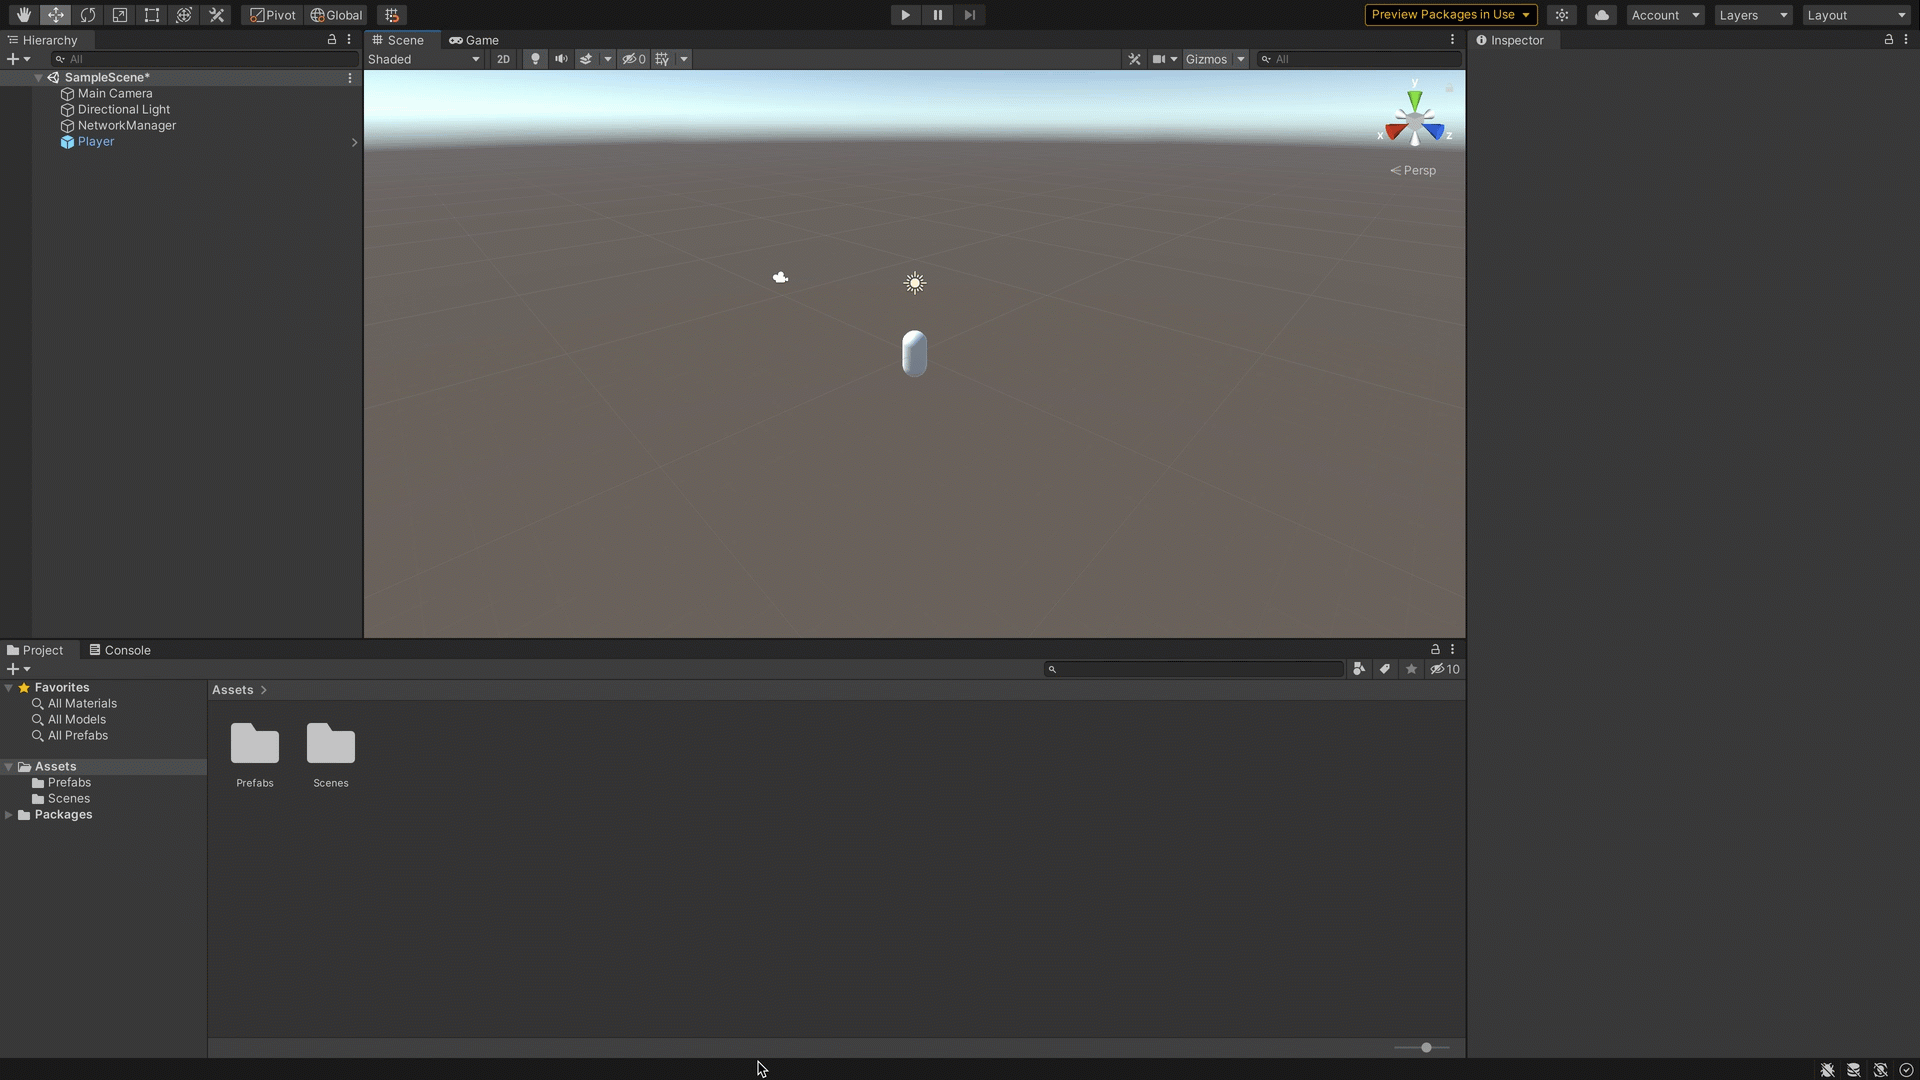 Pivot Global Preview Packages in Use Account Layers Layout
Hierarchy
All
SampleScene*
Main Camera
Directional Light
NetworkManager
Player
Scene Game
Shaded 2D 0 Gizmos All
y
x z
Persp
Inspector
Project Console
10
Favorites
All Materials
All Models
All Prefabs
Assets
Prefabs
Scenes
Packages
Assets
Prefabs Scenes